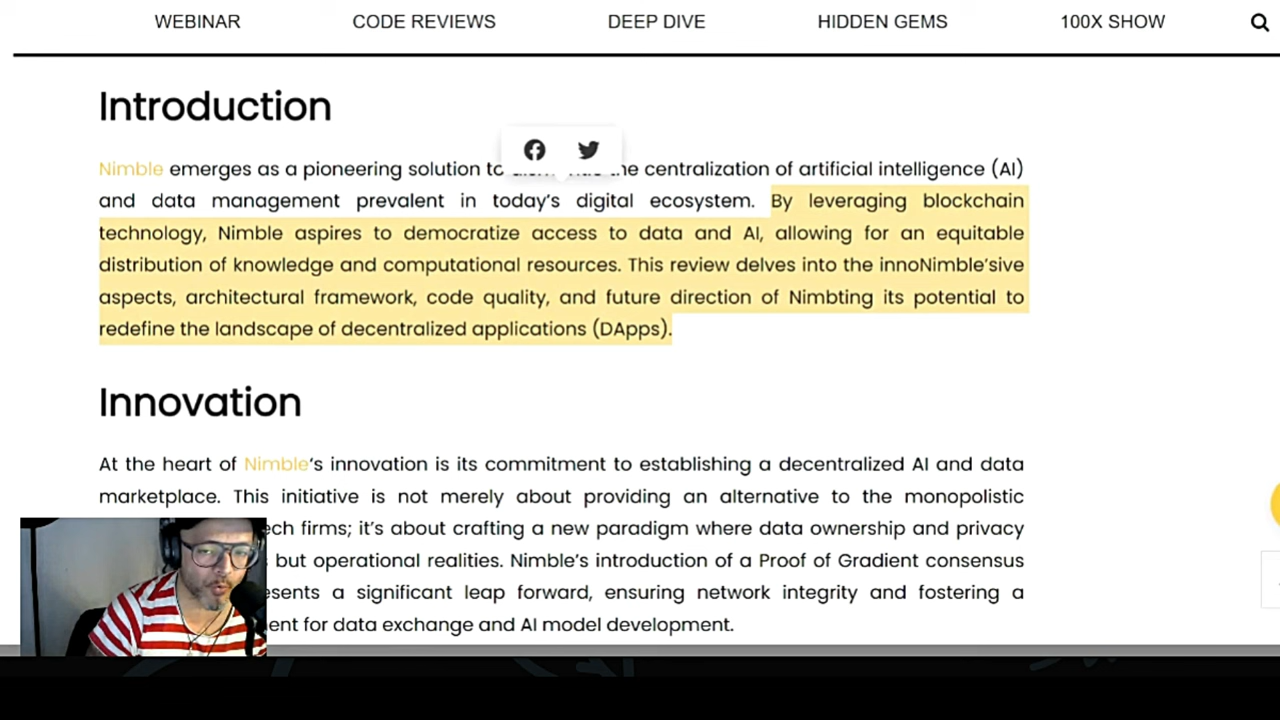 WEBINAR CODE REVIEWS DEEP DIVE HIDDEN GEMS 100X SHOW
Introduction
Nimble emerges as a pioneering solution to the centralization of artificial intelligence (AI)
and data management prevalent in today's digital ecosystem. By leveraging blockchain
technology, Nimble aspires to democratize access to data and AI, allowing for an equitable
distribution of knowledge and computational resources. This review delves into the innoNimble'sive
aspects, architectural framework, code quality, and future direction of Nimbting its potential to
redefine the landscape of decentralized applications (DApps).
Innovation
At the heart of Nimble's innovation is its commitment to establishing a decentralized AI and data
marketplace. This initiative is not merely about providing an alternative to the monopolistic
firms; it's about crafting a new paradigm where data ownership and privacy
but operational realities. Nimble's introduction of a Proof of Gradient consensus
a significant leap forward, ensuring network integrity and fostering a
for data exchange and AI model development.